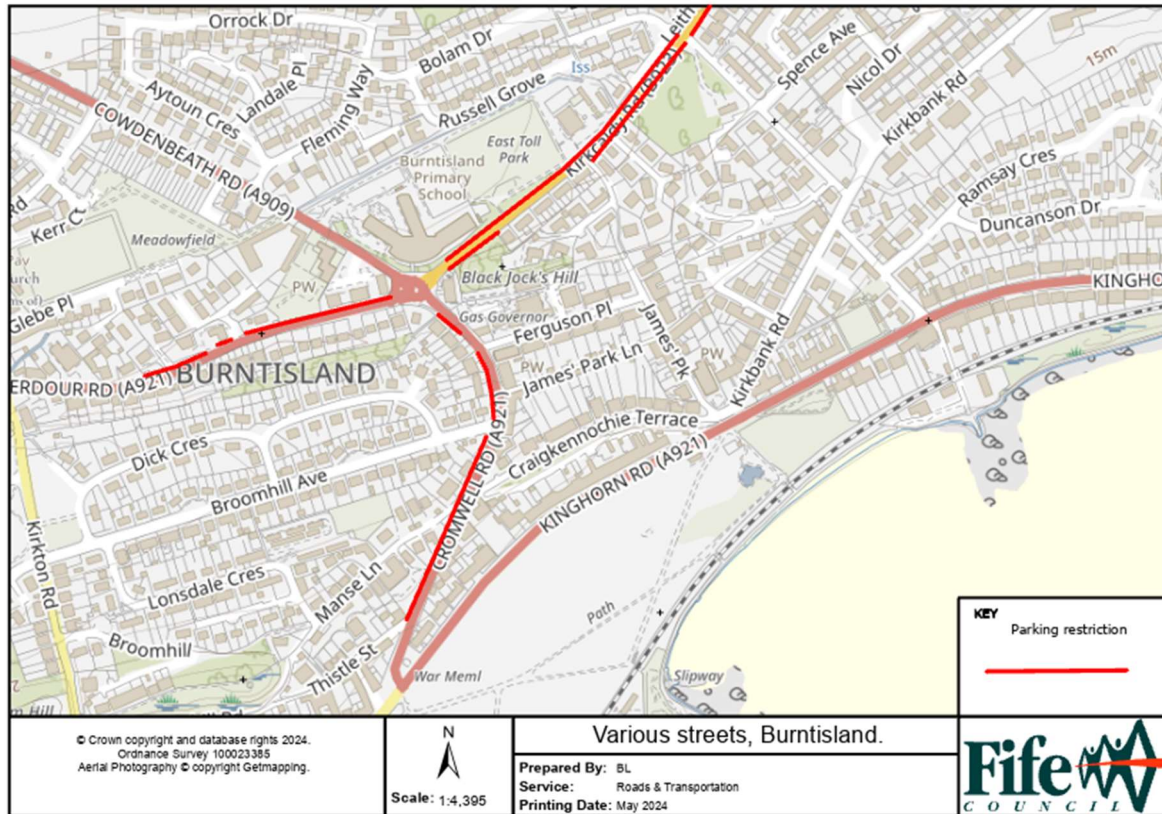 Orrock Dr
Bolam Dr
Leith
Landale Pl
Aytoun Cres
Fleming Way
Russell Grove
Iss
Spence Ave
Nicol Dr
Kirkbank Rd
15m
COWDENBEATH RD (A909)
East Toll
Park
Kirkcaldy Rd (B923)
Burntisland
Primary
School
Ramsay Cres
Duncanson Dr
Rd
Kerr Ct
Meadowfield
PW
Glebe Pl
Black Jock's Hill
Gas Governor
Ferguson Pl
James' Pk
PW
PW
KINGHO
ERDOUR RD (A921)
BURNTISLAND
James' Park Ln
Kirkbank Rd
Craigkennochie Terrace
Dick Cres
Broomhill Ave
CROMWELL RD (A921)
KINGHORN RD (A921)
Kirkton Rd
Lonsdale Cres
Manse Ln
Path
Broomhill
Thistle St
War Meml
Slipway
KEY
Parking restriction
© Crown copyright and database rights 2024.
Ordnance Survey 100023385
Aerial Photography © copyright Getmapping.
N
Scale: 1:4,395
Various streets, Burntisland.
Prepared By: BL
Service: Roads & Transportation
Printing Date: May 2024
Fife
COUNCIL